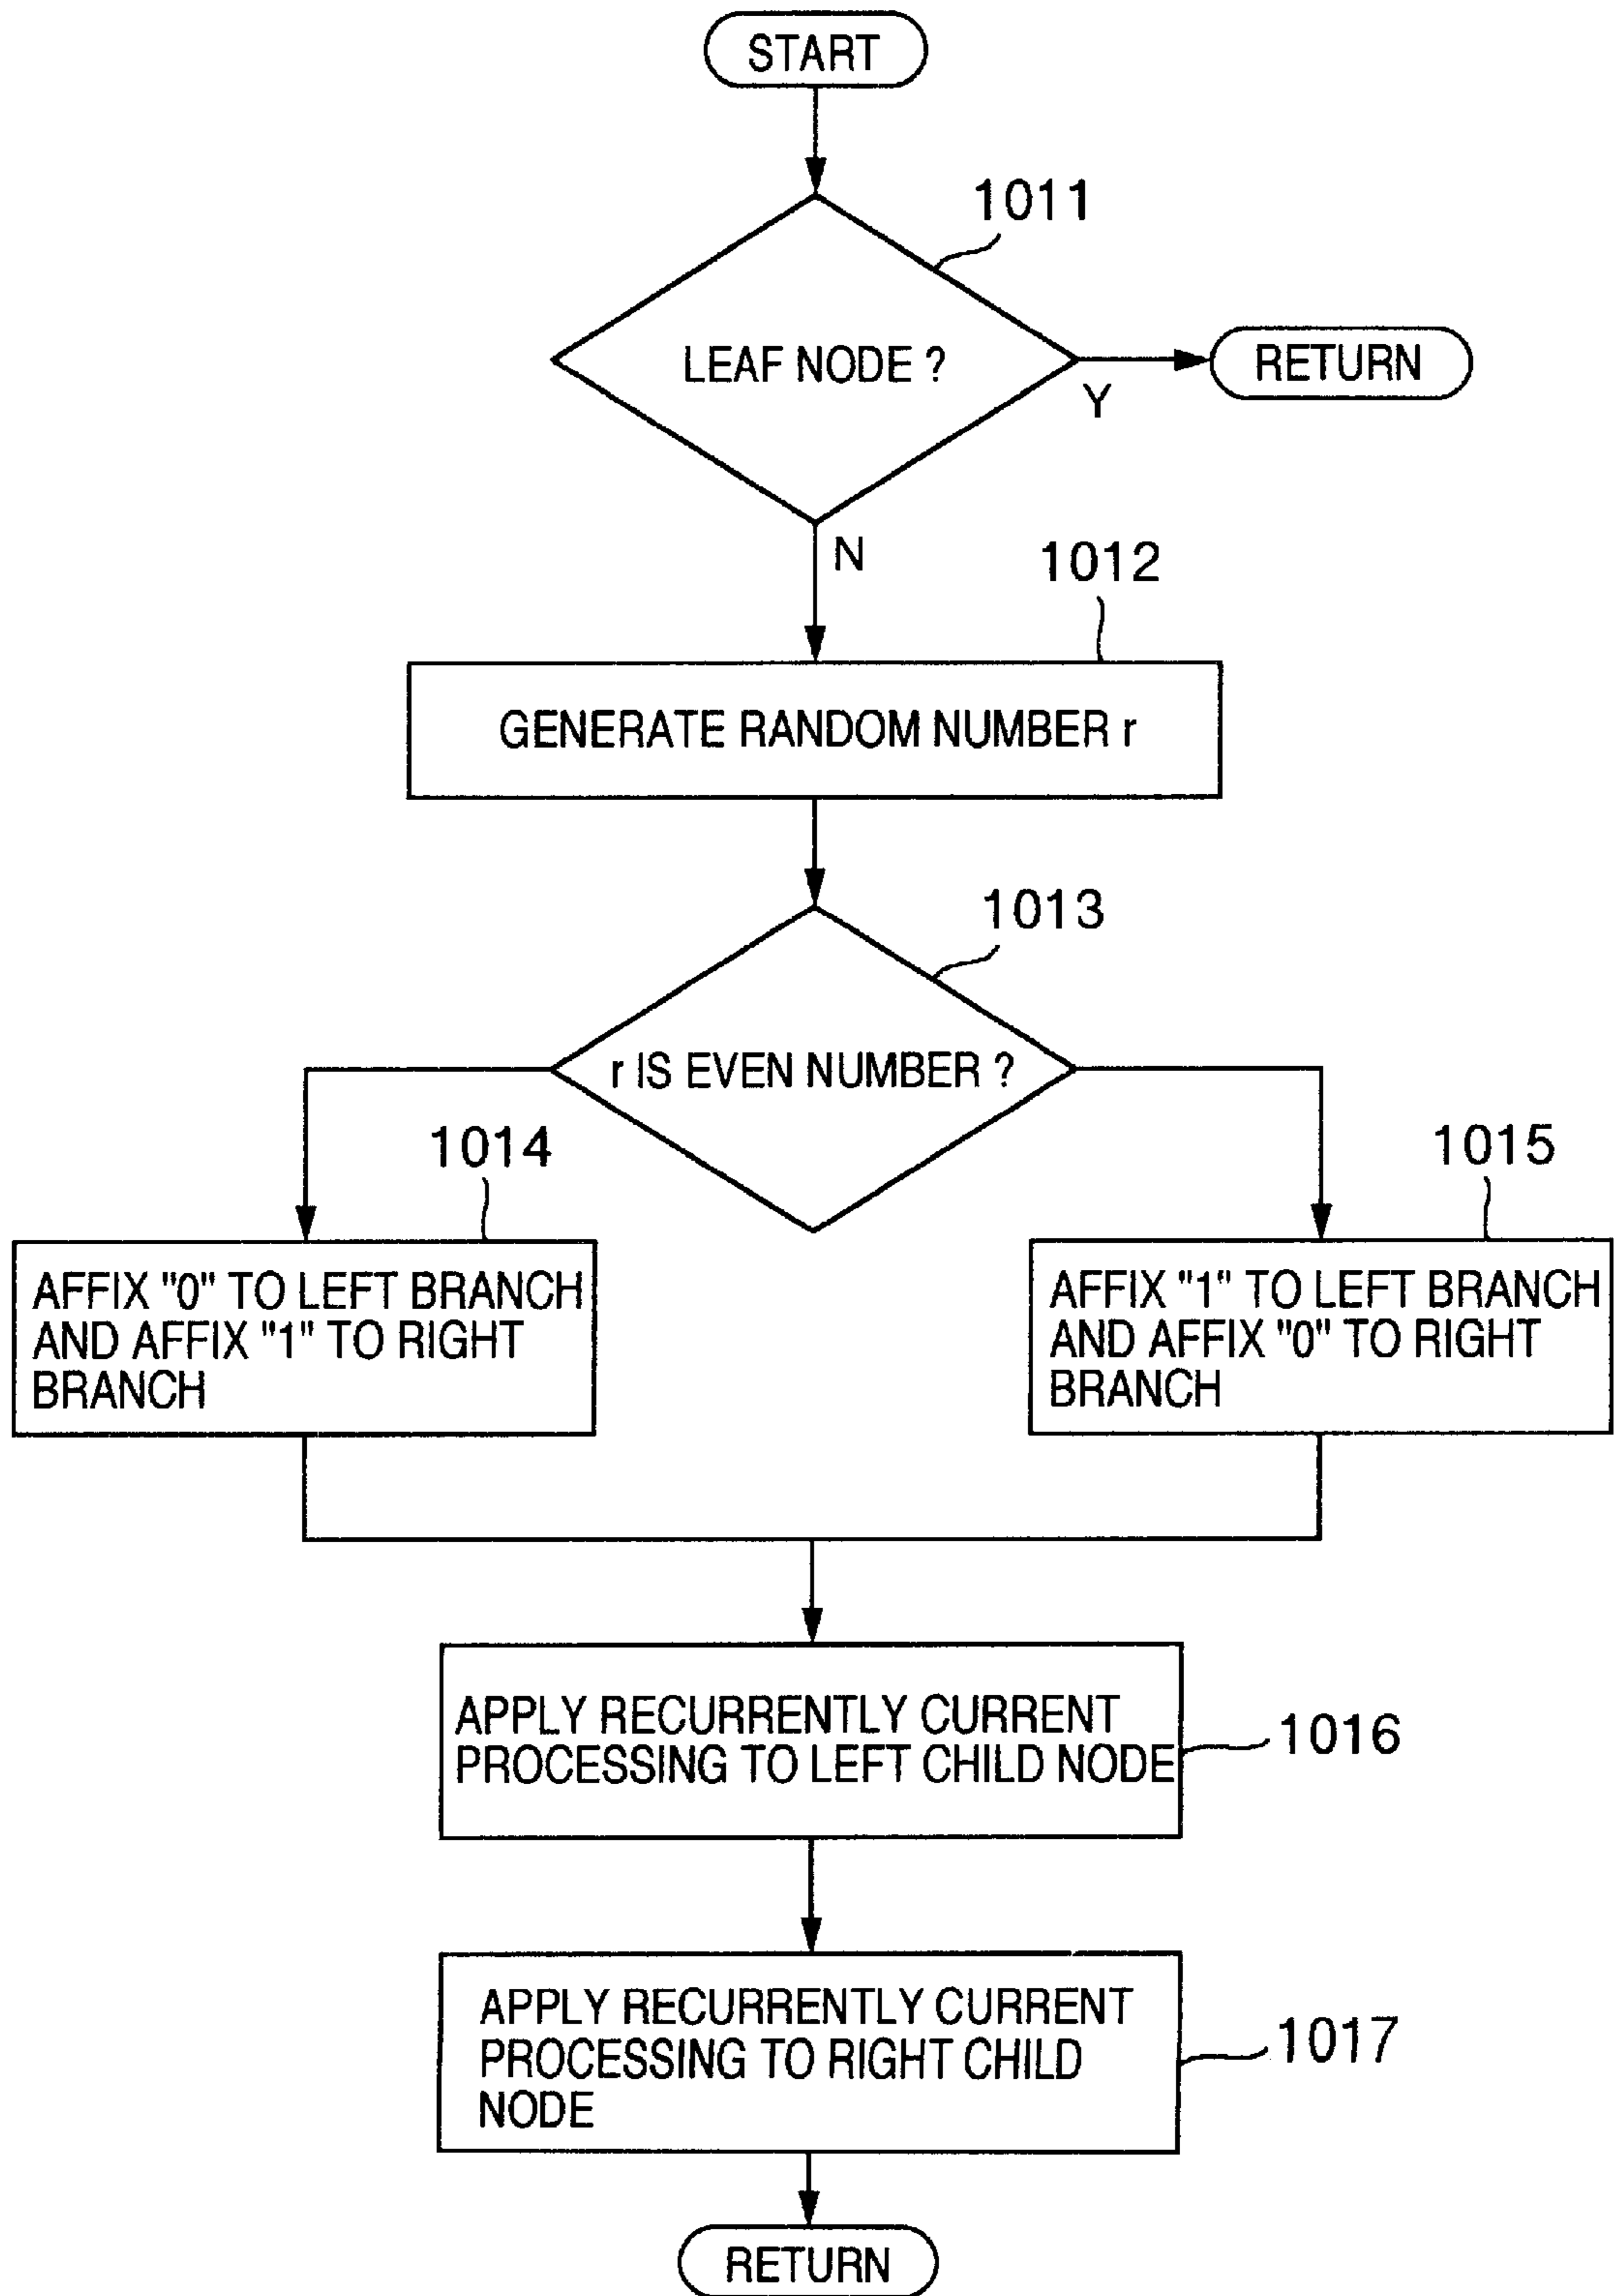 START
1011
LEAF NODE ?
Y
RETURN
N
1012
GENERATE RANDOM NUMBER r
1013
r IS EVEN NUMBER ?
1014
AFFIX "0" TO LEFT BRANCH
AND AFFIX "1" TO RIGHT
BRANCH
1015
AFFIX "1" TO LEFT BRANCH
AND AFFIX "0" TO RIGHT
BRANCH
APPLY RECURRENTLY CURRENT
PROCESSING TO LEFT CHILD NODE
1016
APPLY RECURRENTLY CURRENT
PROCESSING TO RIGHT CHILD
NODE
1017
RETURN